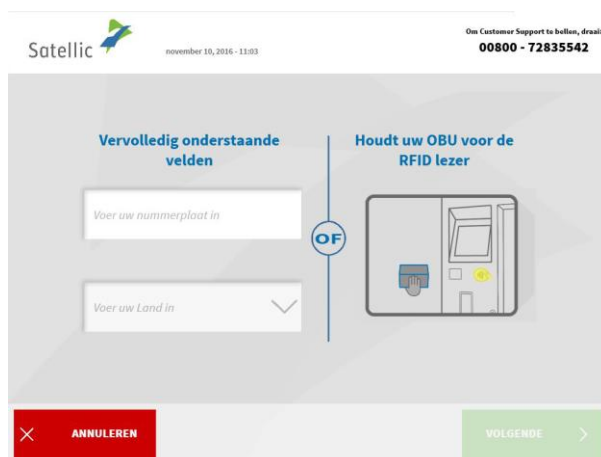 Satellic
november 10, 2016 - 11:03
Om Customer Support te bellen, draai
00800 - 72835542
Vervolledig onderstaande
velden
Voer uw nummerplaat in
Voer uw Land in
OF
Houdt uw OBU voor de
RFID lezer
ANNULEREN
VOLGENDE